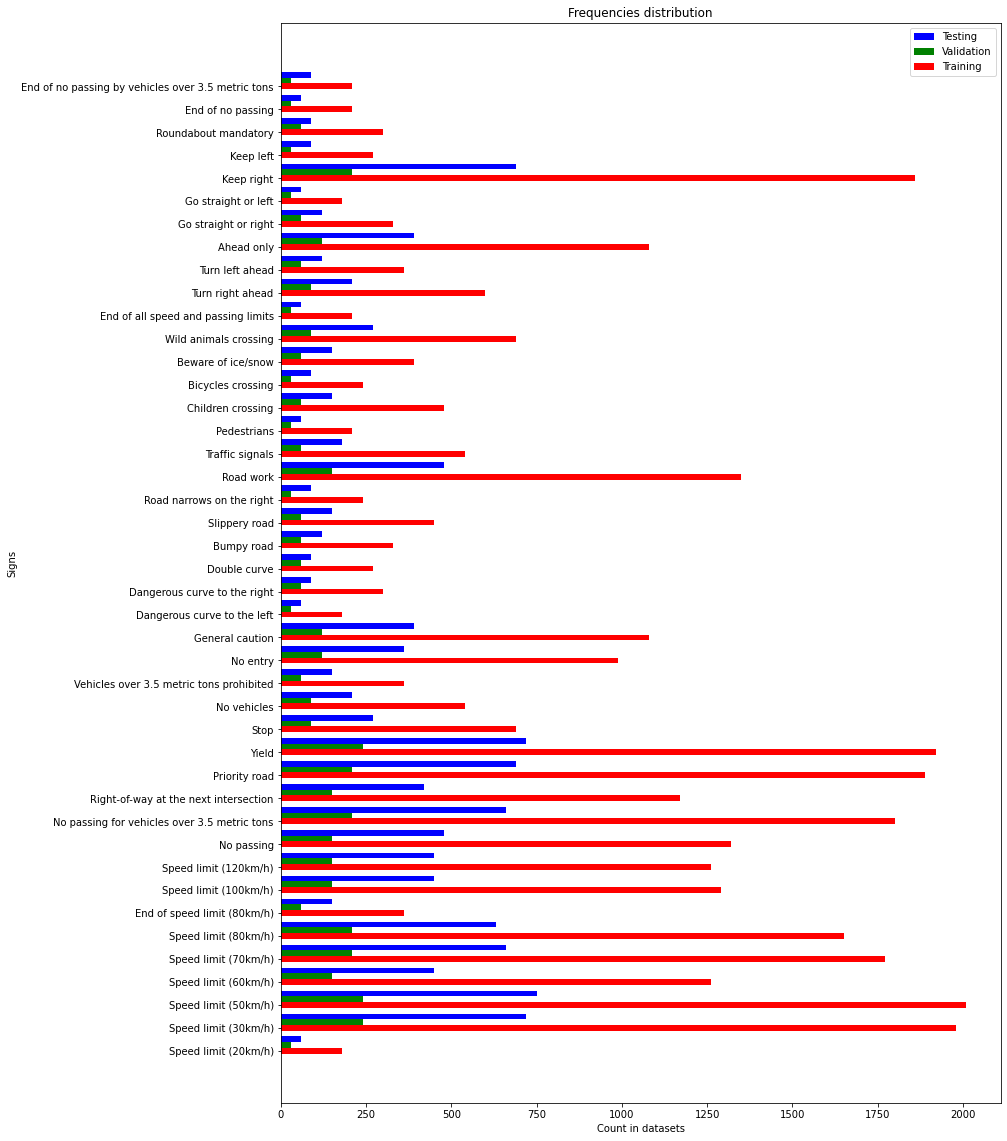 Frequencies distribution
Testing
Validation
Training
End of no passing by vehicles over 3.5 metric tons
End of no passing
Roundabout mandatory
Keep left
Keep right
Go straight or left
Go straight or right
Ahead only
Turn left ahead
Turn right ahead
End of all speed and passing limits
Wild animals crossing
Beware of ice/snow
Bicycles crossing
Children crossing
Pedestrians
Traffic signals
Road work
Road narrows on the right
Slippery road
Bumpy road
Double curve
Dangerous curve to the right
Dangerous curve to the left
General caution
No entry
Vehicles over 3.5 metric tons prohibited
No vehicles
Stop
Yield
Priority road
Right-of-way at the next intersection
No passing for vehicles over 3.5 metric tons
No passing
Speed limit (120km/h)
Speed limit (100km/h)
End of speed limit (80km/h)
Speed limit (80km/h)
Speed limit (70km/h)
Speed limit (60km/h)
Speed limit (50km/h)
Speed limit (30km/h)
Speed limit (20km/h)
Signs
0 250 500 750 1000 1250 1500 1750 2000
Count in datasets